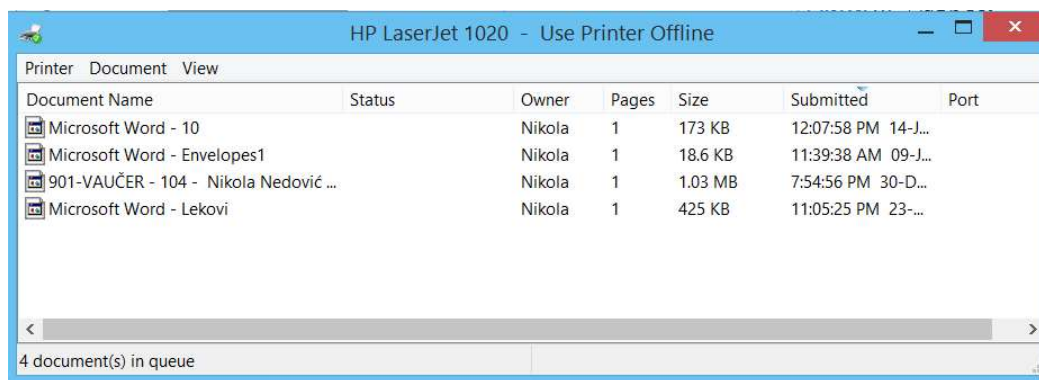 HP LaserJet 1020 - Use Printer Offline
Printer Document View
Document Name Status Owner Pages Size Submitted Port
Microsoft Word - 10 Nikola 1 173 KB 12:07:58 PM 14-J...
Microsoft Word - Envelopes1 Nikola 1 18.6 KB 11:39:38 AM 09-J...
901-VAUČER - 104 - Nikola Nedović ... Nikola 1 1.03 MB 7:54:56 PM 30-D...
Microsoft Word - Lekovi Nikola 1 425 KB 11:05:25 PM 23-...
4 document(s) in queue